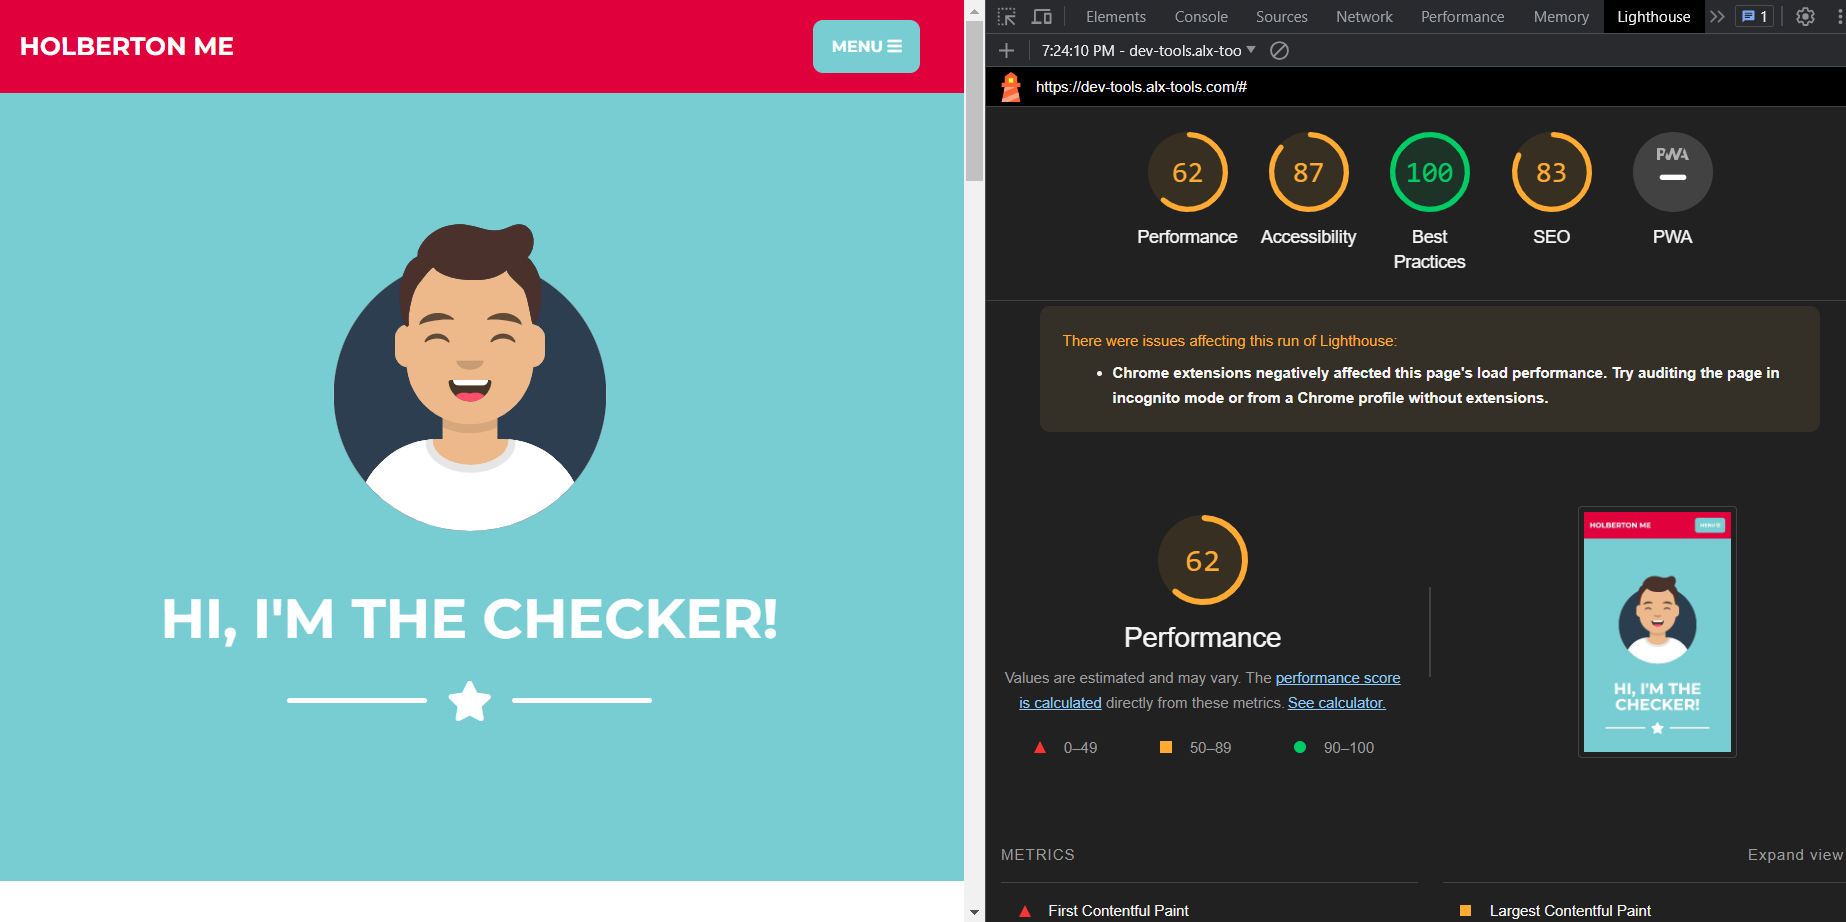 HOLBERTON ME
MENU
HI, I'M THE CHECKER!
Elements Console Sources Network Performance Memory Lighthouse 1
7:24:10 PM - dev-tools.alx-too
https://dev-tools.alx-tools.com/#
62 87 100 83 PWA
Performance Accessibility Best Practices SEO PWA
There were issues affecting this run of Lighthouse:
• Chrome extensions negatively affected this page's load performance. Try auditing the page in
incognito mode or from a Chrome profile without extensions.
62
Performance
Values are estimated and may vary. The performance score
is calculated directly from these metrics. See calculator.
0–49 50–89 90–100
HOLBERTON ME
MENU
HI, I'M THE
CHECKER!
METRICS
Expand view
First Contentful Paint
Largest Contentful Paint